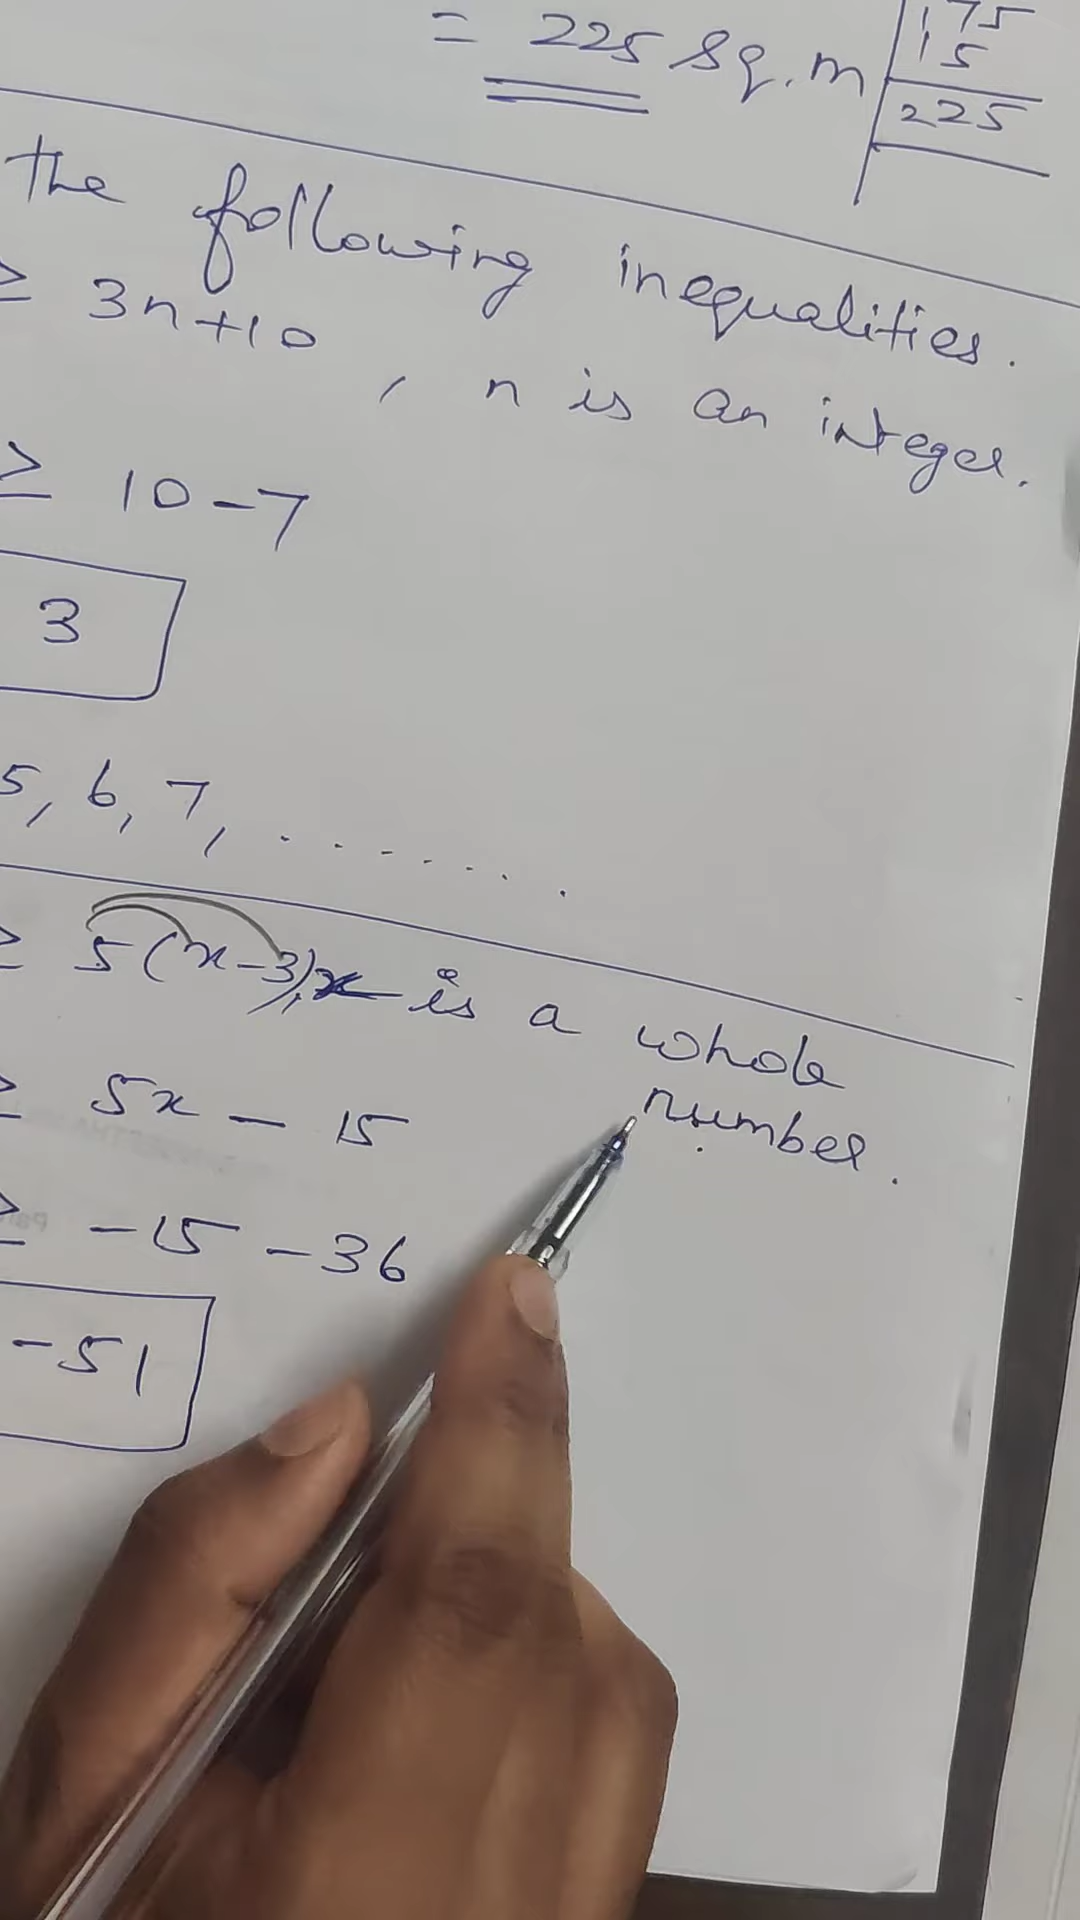 = 225 sq.m
175
15
225
the following inequalities.
≥ 3n+10, n is an integer.
≥ 10-7
3
5, 6, 7, .........
≥ 5(x-3), x is a whole
number.
≥ 5x - 15
≥ -15 - 36
-51